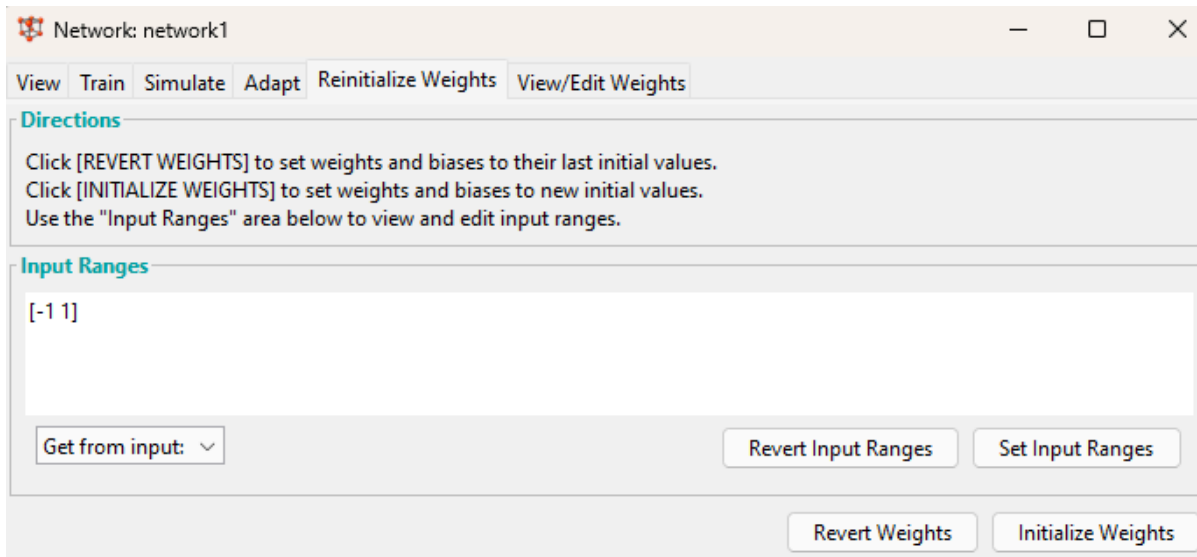 Network: network1
View Train Simulate Adapt Reinitialize Weights View/Edit Weights
Directions
Click [REVERT WEIGHTS] to set weights and biases to their last initial values.
Click [INITIALIZE WEIGHTS] to set weights and biases to new initial values.
Use the "Input Ranges" area below to view and edit input ranges.
Input Ranges
[-1 1]
Get from input: Revert Input Ranges Set Input Ranges
Revert Weights Initialize Weights